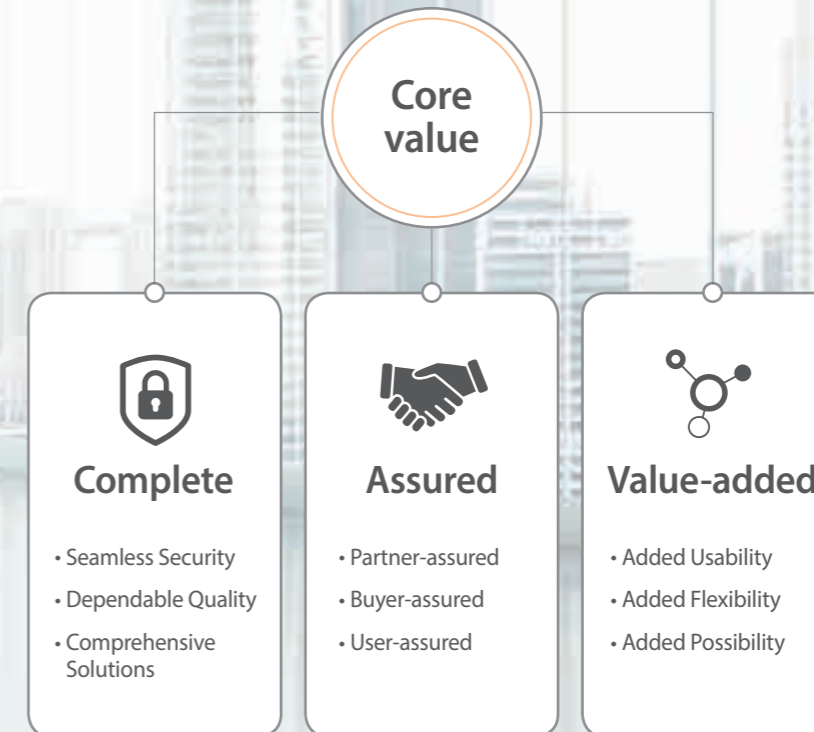 Core
value
Complete
• Seamless Security
• Dependable Quality
• Comprehensive
Solutions
Assured
• Partner-assured
• Buyer-assured
• User-assured
Value-added
• Added Usability
• Added Flexibility
• Added Possibility